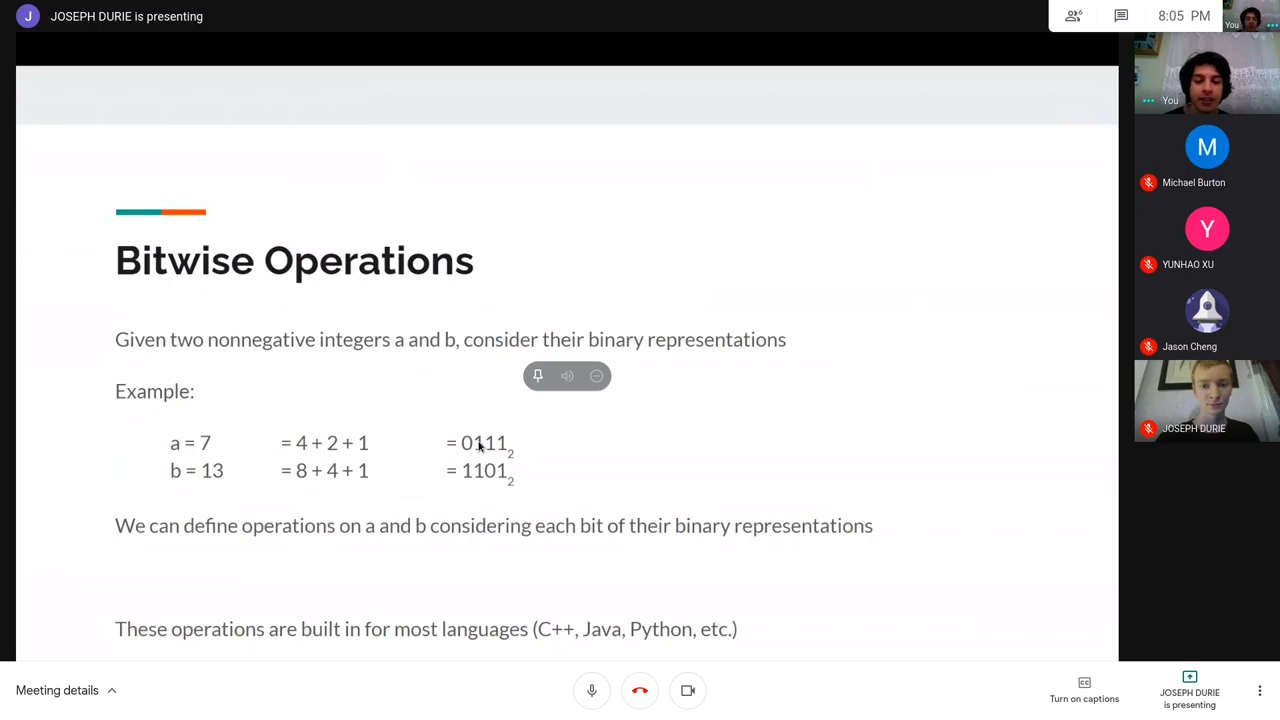 J JOSEPH DURIE is presenting
6
8:05 PM
You
You
M
Michael Burton
Y
YUNHAO XU
Jason Cheng
JOSEPH DURIE
Bitwise Operations
Given two nonnegative integers a and b, consider their binary representations
Example:
a = 7 = 4 + 2 + 1 = 0111₂
b = 13 = 8 + 4 + 1 = 1101₂
We can define operations on a and b considering each bit of their binary representations
These operations are built in for most languages (C++, Java, Python, etc.)
Meeting details
CC
Turn on captions
JOSEPH DURIE
is presenting